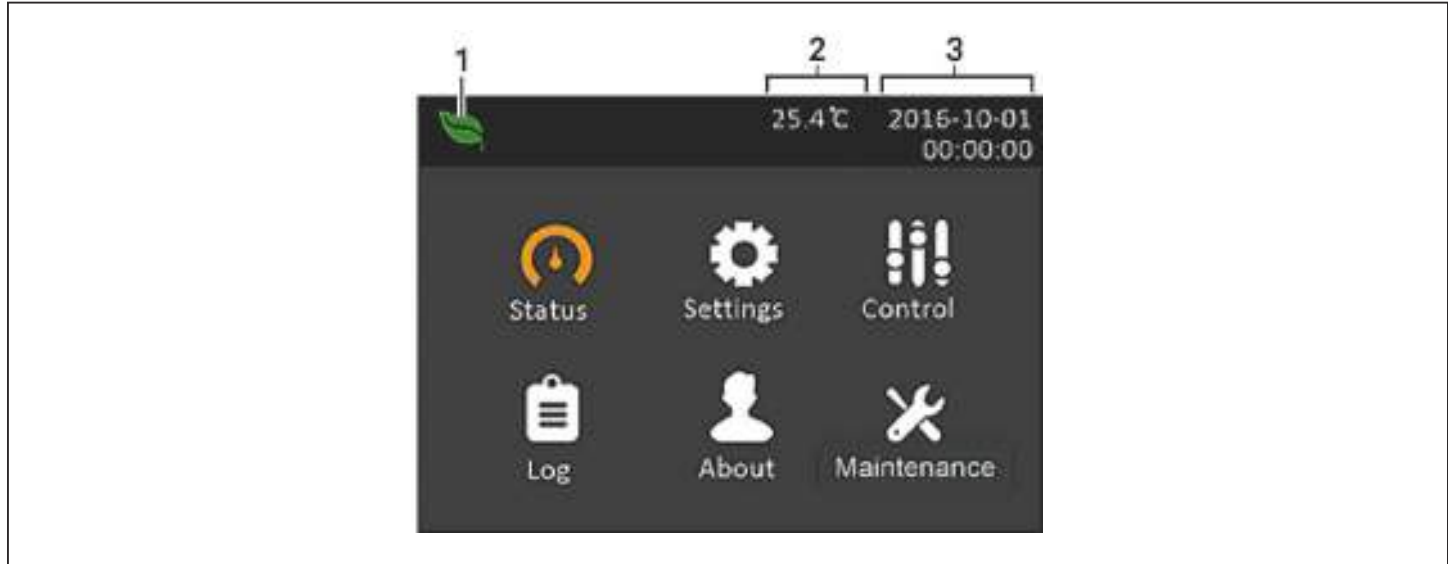 1 2 3
25.4℃ 2016-10-01
00:00:00
Status Settings Control
Log About Maintenance